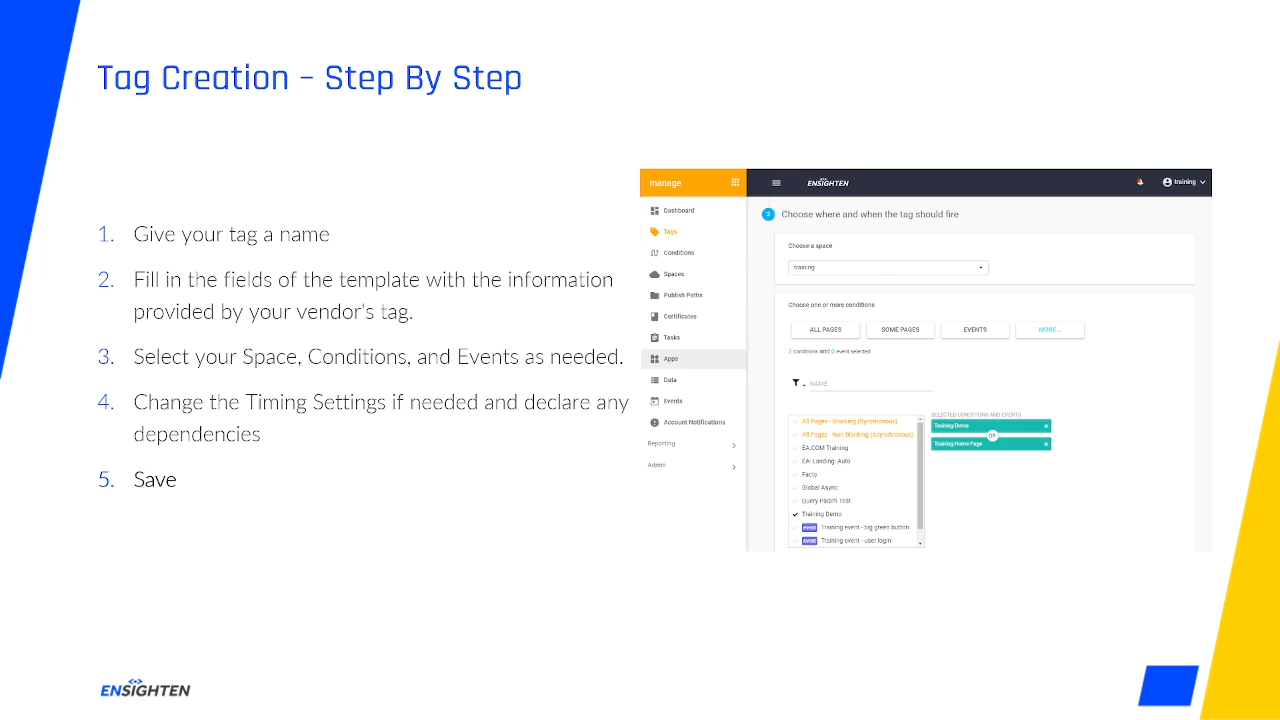 Tag Creation – Step By Step
1. Give your tag a name
2. Fill in the fields of the template with the information
provided by your vendor's tag.
3. Select your Space, Conditions, and Events as needed.
4. Change the Timing Settings if needed and declare any
dependencies
5. Save
manage
ENSIGHTEN
training
Dashboard
Tags
Conditions
Spaces
Publish Paths
Certificates
Tasks
Apps
Data
Events
Account Notifications
Reporting
Admin
2 Choose where and when the tag should fire
Choose a space
training
Choose one or more conditions
ALL PAGES SOME PAGES EVENTS MORE...
2 conditions and 0 event selected
NAME
All Pages - Blocking (Synchronous)
All Pages - Non-blocking (Asynchronous)
EA.COM Training
EA: Landing: Auto
Facts
Global Async
Query Param Test
Training Demo
event Training event - big green button
event Training event - user login
SELECTED CONDITIONS AND EVENTS
Training Demo
OR
Training Home Page
ENSIGHTEN